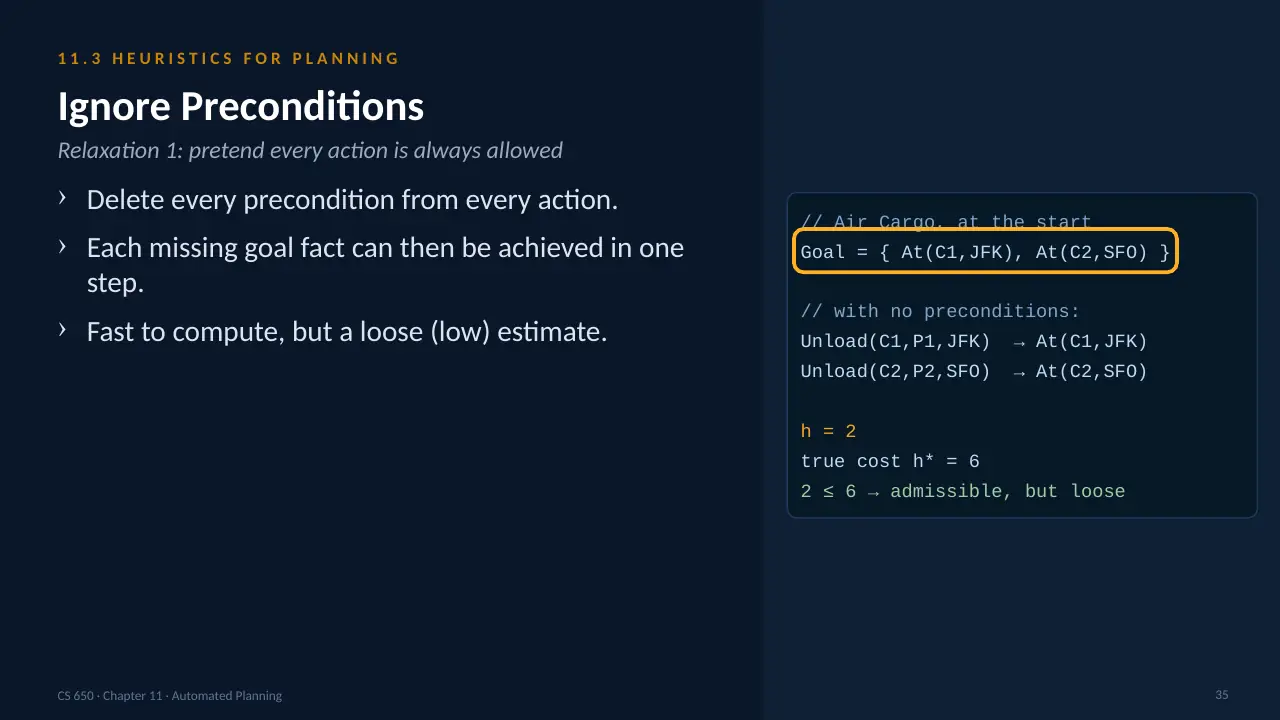 11.3 HEURISTICS FOR PLANNING
Ignore Preconditions
Relaxation 1: pretend every action is always allowed
› Delete every precondition from every action.
› Each missing goal fact can then be achieved in one
step.
› Fast to compute, but a loose (low) estimate.
// Air Cargo, at the start
Goal = { At(C1,JFK), At(C2,SFO) }
// with no preconditions:
Unload(C1,P1,JFK)  → At(C1,JFK)
Unload(C2,P2,SFO)  → At(C2,SFO)
h = 2
true cost h* = 6
2 ≤ 6 → admissible, but loose
CS 650 · Chapter 11 · Automated Planning
35